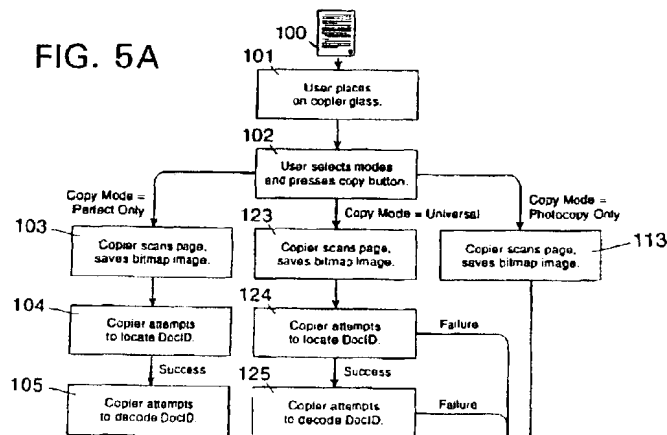 FIG. 5A
100
101
User places
on copier glass.
102
User selects modes
and presses copy button.
Copy Mode =
Perfect Only
Copy Mode = Universal
Copy Mode =
Photocopy Only
103
Copier scans page,
saves bitmap image.
123
Copier scans page,
saves bitmap image.
Copier scans page,
saves bitmap image.
113
104
Copier attempts
to locate DocID.
124
Copier attempts
to locate DocID.
Failure
Success
Success
105
Copier attempts
to decode DocID.
125
Copier attempts
to decode DocID.
Failure